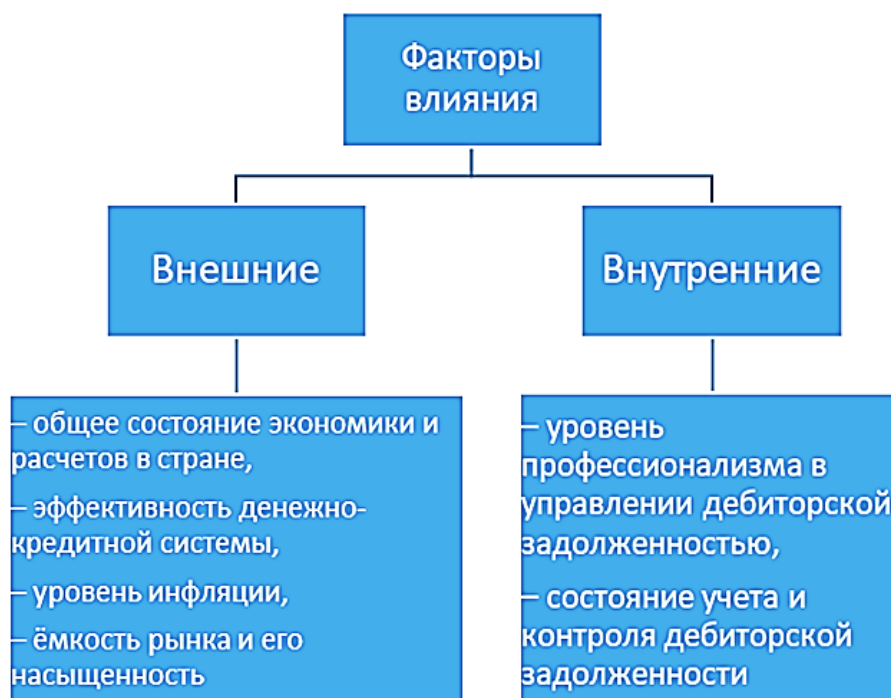 Факторы
влияния
Внешние
Внутренние
– общее состояние экономики и
расчетов в стране,
– эффективность денежно-
кредитной системы,
– уровень инфляции,
– ёмкость рынка и его
насыщенность
– уровень
профессионализма в
управлении дебиторской
задолженностью,
– состояние учета и
контроля дебиторской
задолженности